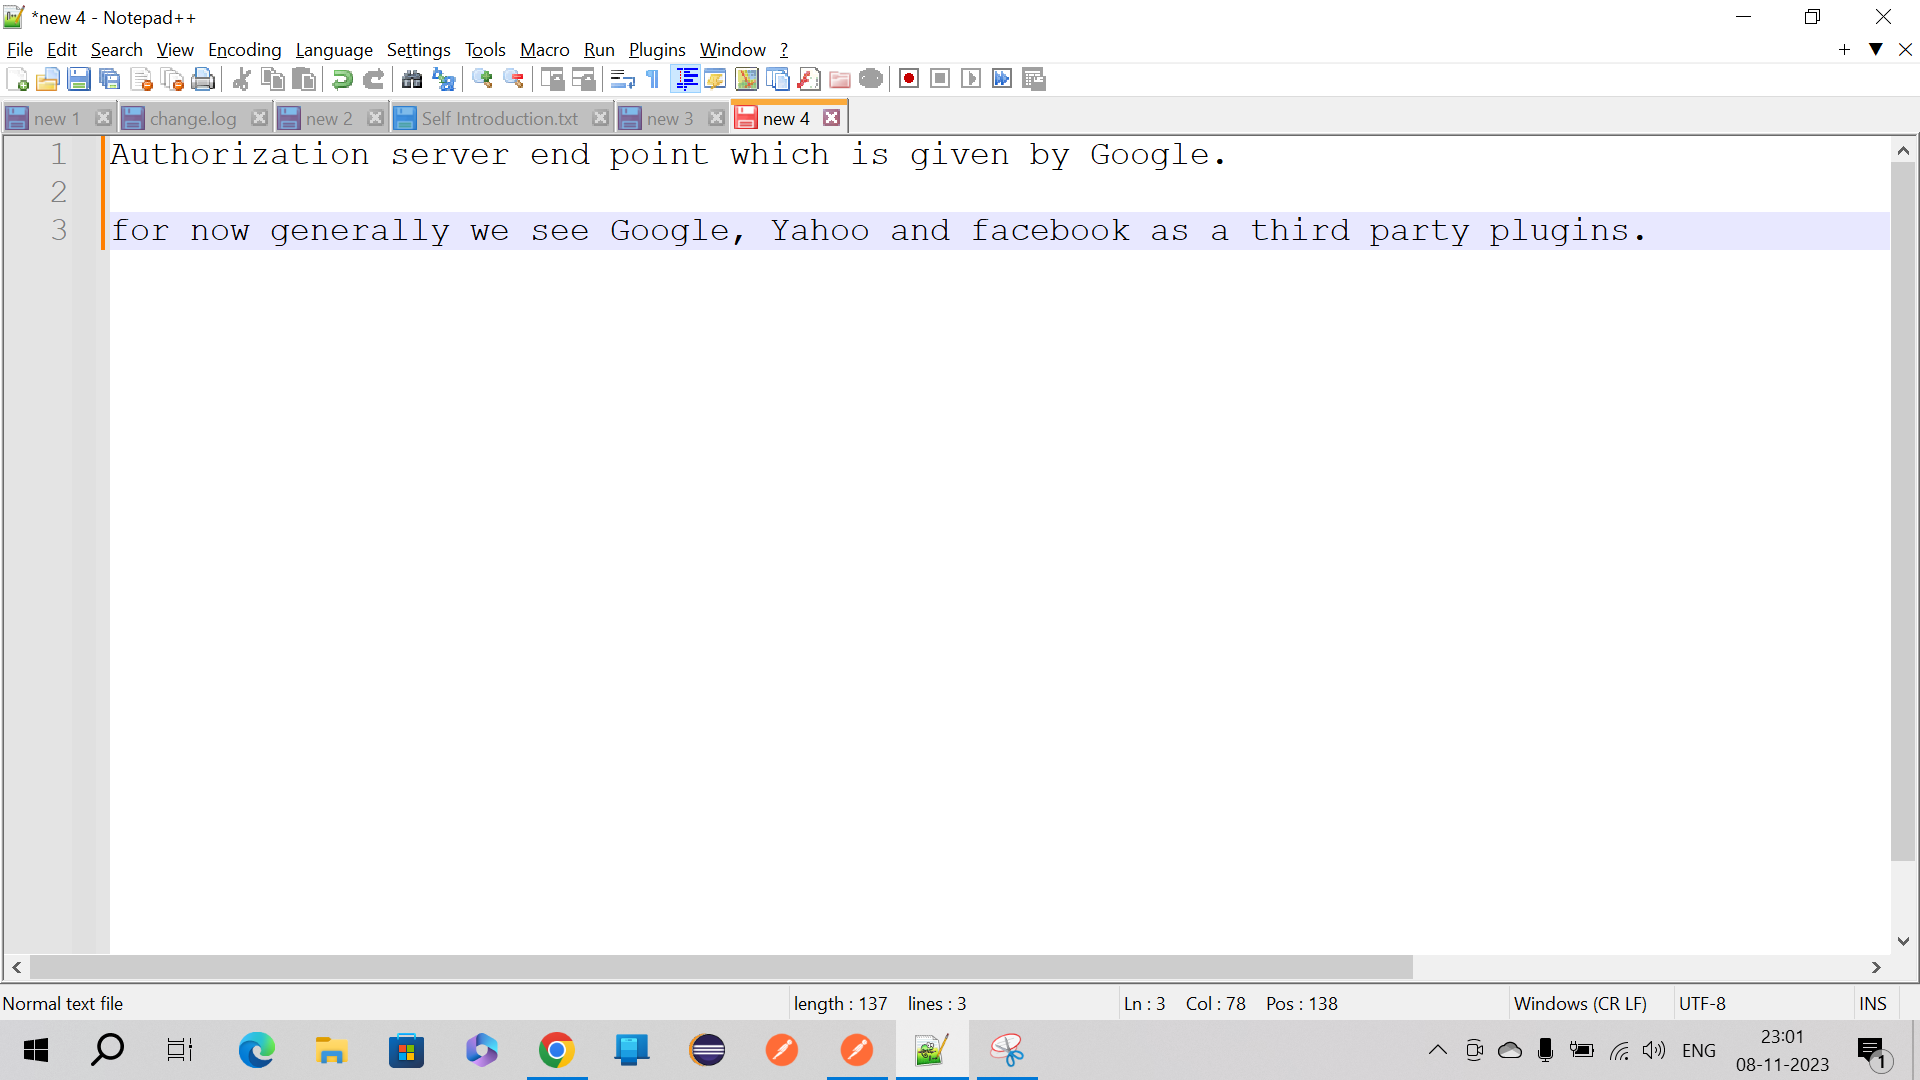 *new 4 - Notepad++
File Edit Search View Encoding Language Settings Tools Macro Run Plugins Window ?
new 1 change.log new 2 Self Introduction.txt new 3 new 4
1 Authorization server end point which is given by Google.
2
3 for now generally we see Google, Yahoo and facebook as a third party plugins.
Normal text file length : 137 lines : 3 Ln : 3 Col : 78 Pos : 138 Windows (CR LF) UTF-8 INS
ENG 23:01
08-11-2023 1